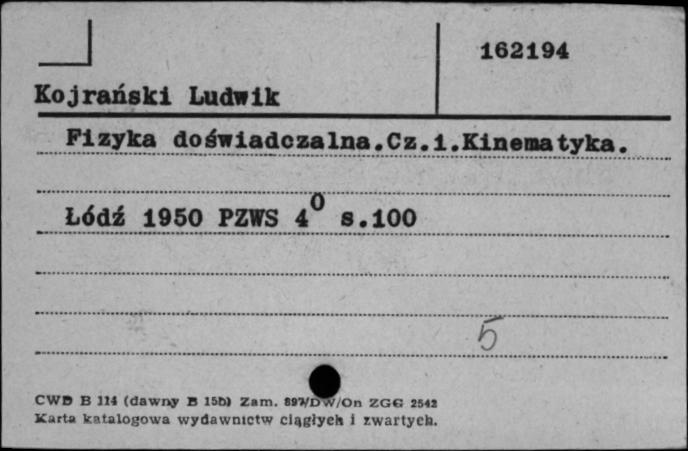 162194
Kojrański Ludwik
Fizyka doświadczalna.Cz.1.Kinematyka.
Łódź 1950 PZWS 4⁰ s.100
5
CWD B 114 (dawny B 15b) Zam. 897/DW/On ZGG 2542
Karta katalogowa wydawnictw ciągłych i zwartych.